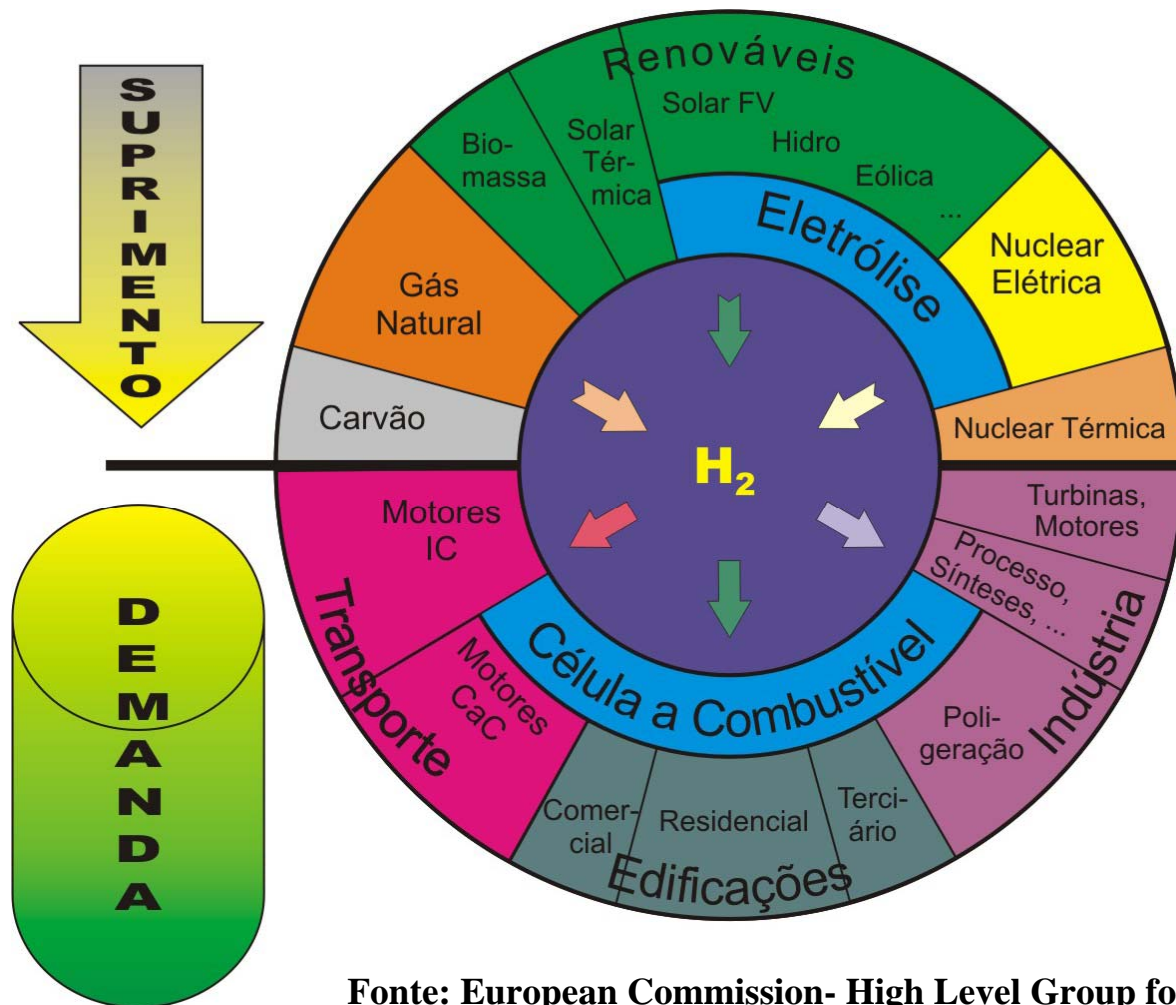 SUPRIMENTO
Renováveis
Solar FV
Hidro
Eólica
...
Bio-
massa
Solar
Tér-
mica
Eletrólise
Nuclear
Elétrica
Gás
Natural
Carvão
Nuclear Térmica
H2
DEMANDA
Motores
IC
Turbinas,
Motores
Processo,
Sínteses, ...
Transporte
Motores
CaC
Célula a Combustível
Indústria
Poli-
geração
Comer-
cial
Residencial
Terci-
ário
Edificações
Fonte: European Commission- High Level Group fo